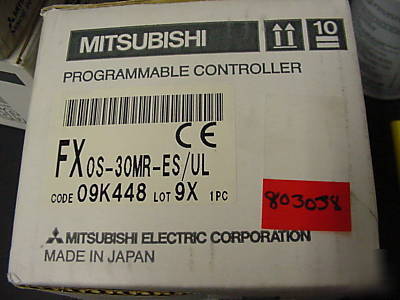 MITSUBISHI
10
PROGRAMMABLE CONTROLLER
CE
FX0S-30MR-ES/UL
CODE 09K448 LOT 9X 1PC
803038
MITSUBISHI ELECTRIC CORPORATION
MADE IN JAPAN